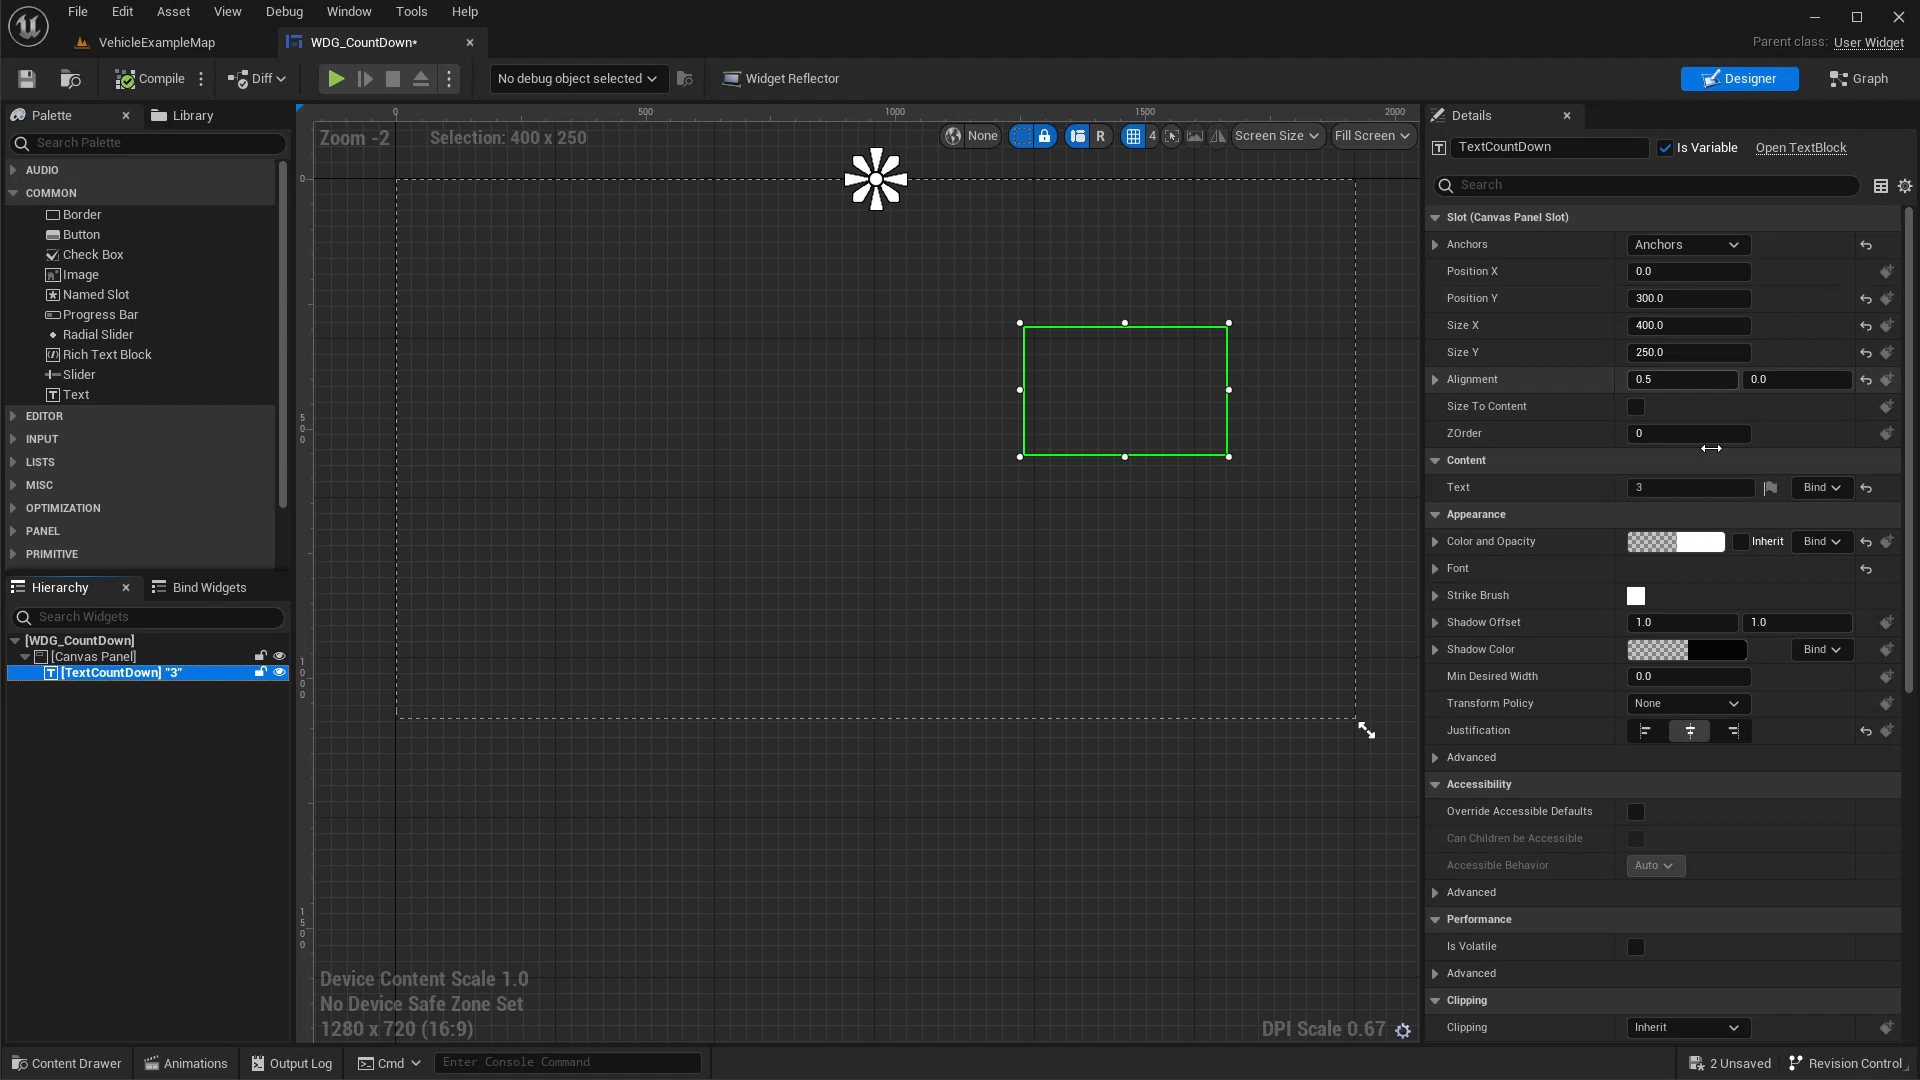 File Edit Asset View Debug Window Tools Help
VehicleExampleMap
WDG_CountDown*
Parent class: User Widget
Compile
Diff
No debug object selected
Widget Reflector
Designer
Graph
Palette
Library
Search Palette
AUDIO
COMMON
Border
Button
Check Box
Image
Named Slot
Progress Bar
Radial Slider
Rich Text Block
Slider
Text
EDITOR
INPUT
LISTS
MISC
OPTIMIZATION
PANEL
PRIMITIVE
Hierarchy
Bind Widgets
Search Widgets
[WDG_CountDown]
[Canvas Panel]
[TextCountDown] "3"
0 500 1000 1500 2000
Zoom -2
Selection: 400 x 250
None
R
4
Screen Size
Fill Screen
0
500
1000
1500
Device Content Scale 1.0
No Device Safe Zone Set
1280 x 720 (16:9)
DPI Scale 0.67
Details
TextCountDown
Is Variable
Open TextBlock
Search
Slot (Canvas Panel Slot)
Anchors Anchors
Position X 0.0
Position Y 300.0
Size X 400.0
Size Y 250.0
Alignment 0.5 0.0
Size To Content
ZOrder 0
Content
Text 3 Bind
Appearance
Color and Opacity Inherit Bind
Font
Strike Brush
Shadow Offset 1.0 1.0
Shadow Color Bind
Min Desired Width 0.0
Transform Policy None
Justification
Advanced
Accessibility
Override Accessible Defaults
Can Children be Accessible
Accessible Behavior Auto
Advanced
Performance
Is Volatile
Advanced
Clipping
Clipping Inherit
Content Drawer
Animations
Output Log
Cmd
Enter Console Command
2 Unsaved
Revision Control